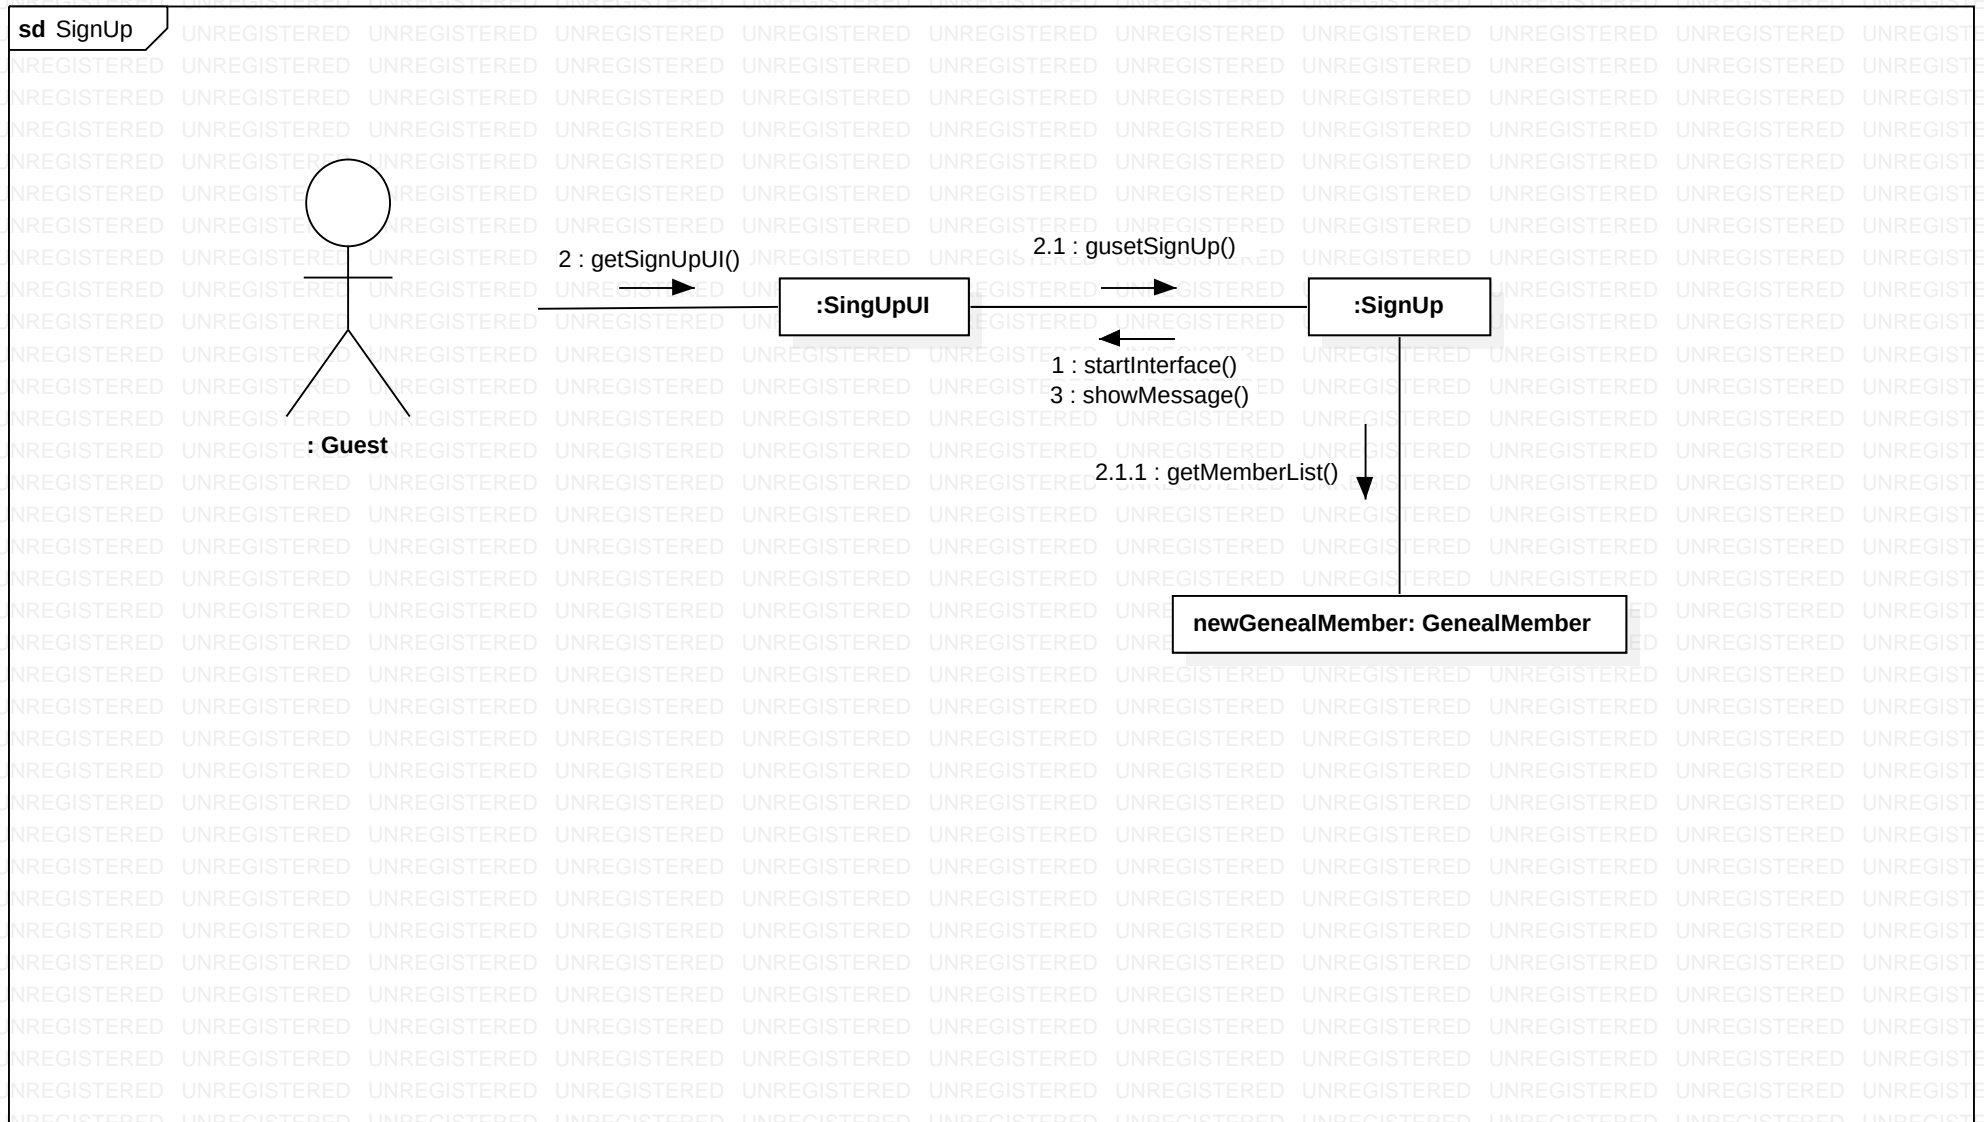 sd SignUp
2 : getSignUpUI()
2.1 : gusetSignUp()
:SingUpUI
:SignUp
1 : startInterface()
3 : showMessage()
: Guest
2.1.1 : getMemberList()
newGenealMember: GenealMember
UNREGISTERED